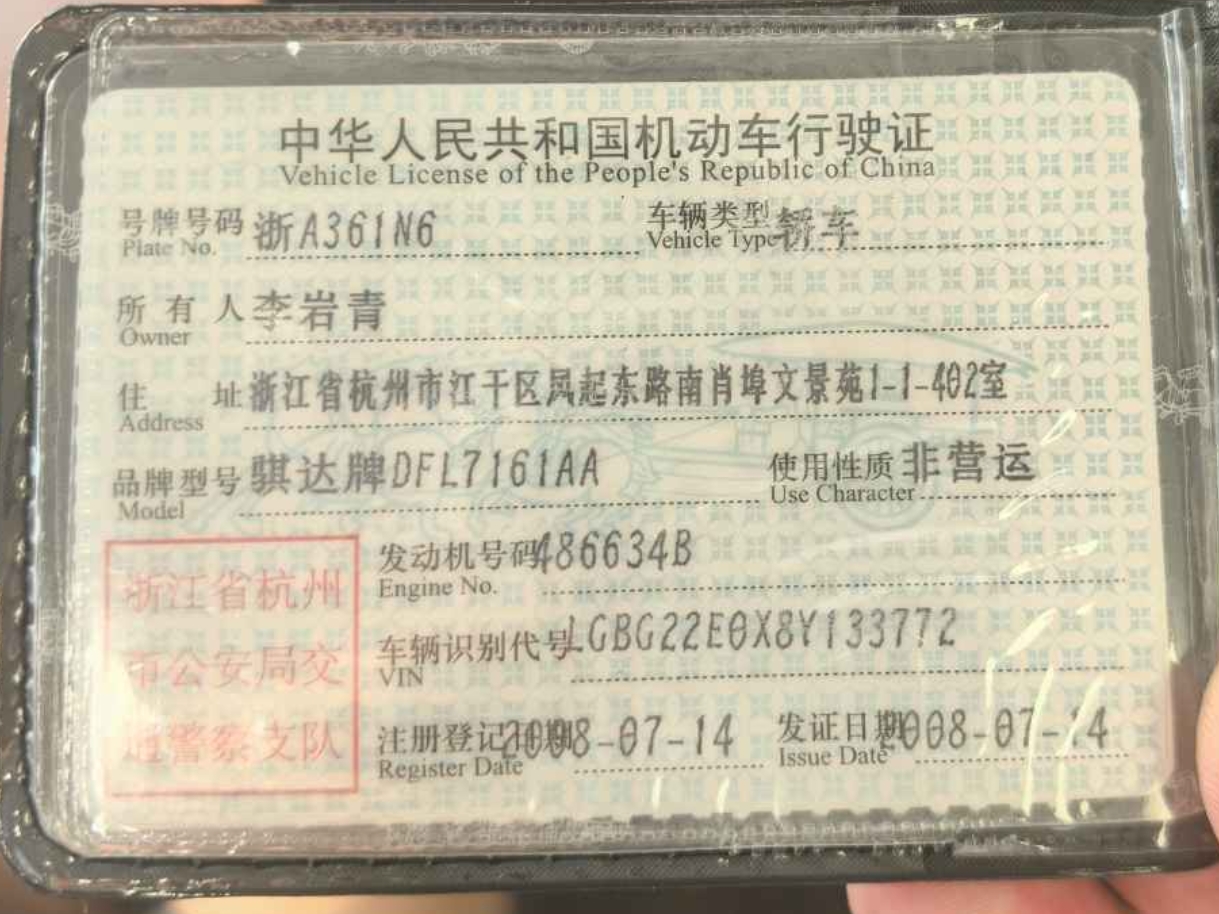 中华人民共和国机动车行驶证
Vehicle License of the People's Republic of China
号牌号码 浙A361N6 车辆类型 轿车
Plate No. Vehicle Type
所有人 李岩青
Owner
住址 浙江省杭州市江干区凤起东路南肖埠文景苑1-1-402室
Address
品牌型号 骐达牌DFL7161AA 使用性质 非营运
Model Use Character
发动机号码 486634B
Engine No.
车辆识别代号 LGBG22E0X8Y133772
VIN
注册登记日期 2008-07-14 发证日期 2008-07-14
Register Date Issue Date
浙江省杭州
市公安局交
通警察支队